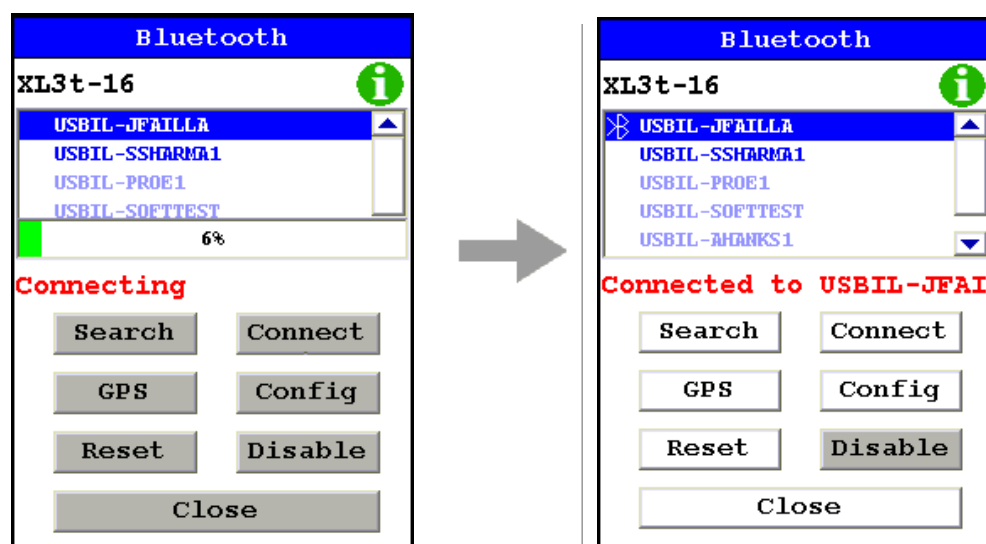 Bluetooth
XL3t-16
USBIL-JFAILLA
USBIL-SSHARMA1
USBIL-PROE1
USBIL-SOFTTEST
6%
Connecting
Search Connect
GPS Config
Reset Disable
Close
Bluetooth
XL3t-16
USBIL-JFAILLA
USBIL-SSHARMA1
USBIL-PROE1
USBIL-SOFTTEST
USBIL-AHANKS1
Connected to USBIL-JFAI
Search Connect
GPS Config
Reset Disable
Close